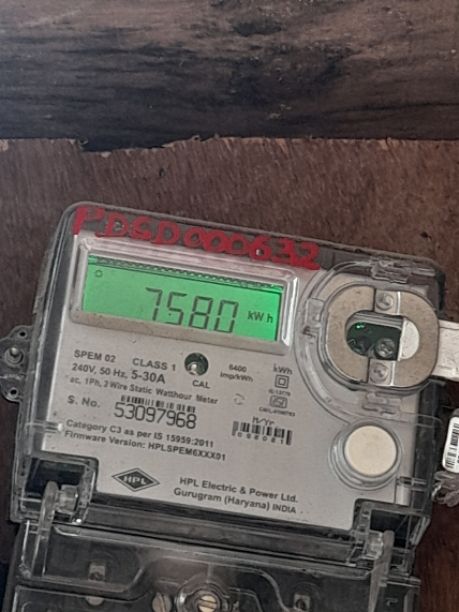 PDSD000632
7580 kWh
SPEM 02 CLASS 1 6400 kWh
240V, 50 Hz, 5-30A CAL imp/kWh
ac, 1Ph, 2 Wire Static Watthour Meter
S. No. 53097968 M/Yr
Category C3 as per IS 15959:2011
Firmware Version: HPLSPEM6XXX01
HPL HPL Electric & Power Ltd.
Gurugram (Haryana) INDIA